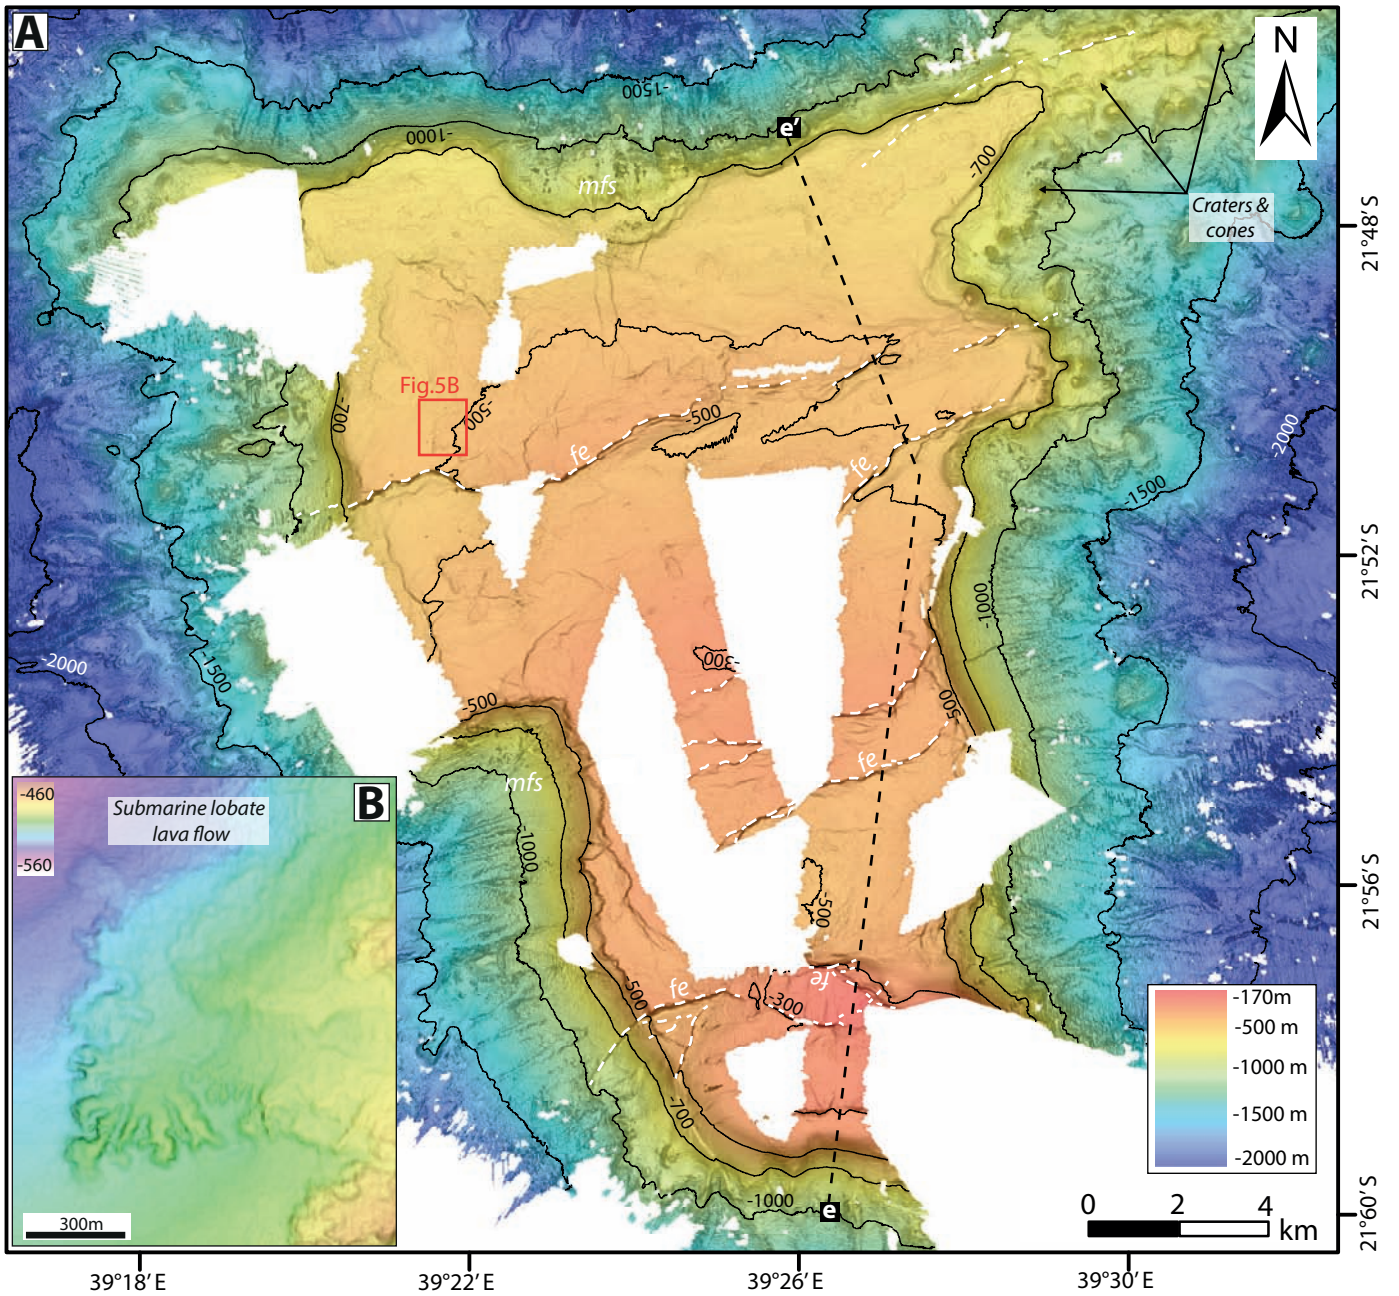 A
N
-1500
-1000
e’
mfs
-700
Craters &
cones
21°48’S
Fig.5B
-700
-500
-500
fe
fe
-2000
-1500
21°52’S
-1000
-2000
-1500
-300
-500
500
fe
mfs
-1000
B
-460
-560
Submarine lobate
lava flow
300m
21°56’S
-500
fe
fe
-500
-300
-700
-1000
e
-170m
-500 m
-1000 m
-1500 m
-2000 m
0 2 4
km
21°60’S
39°18’E 39°22’E 39°26’E 39°30’E